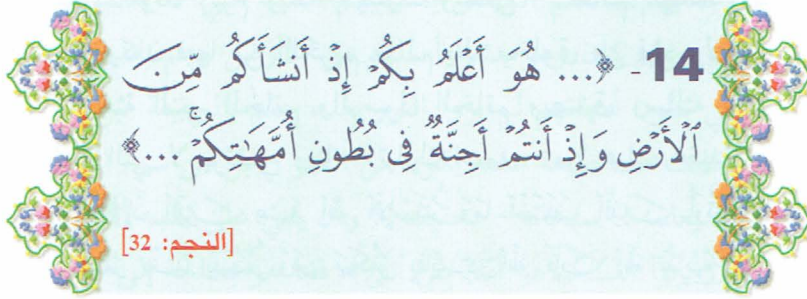 14- ﴿... هُوَ أَعْلَمُ بِكُمْ إِذْ أَنشَأَكُم مِّنَ
ٱلْأَرْضِ وَإِذْ أَنتُمْ أَجِنَّةٌ فِى بُطُونِ أُمَّهَـٰتِكُمْ ۖ ...﴾
[النجم: 32]